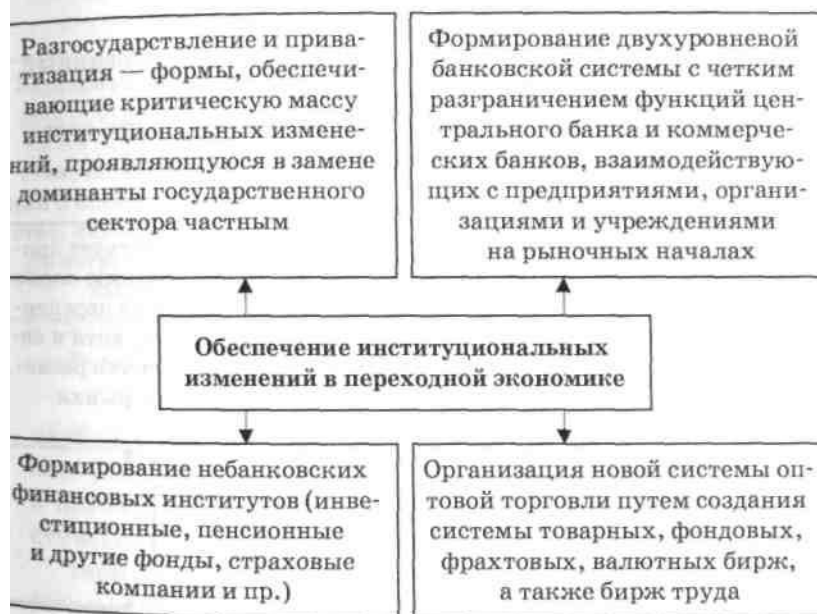 Разгосударствление и прива-
тизация — формы, обеспечи-
вающие критическую массу
институциональных измене-
ний, проявляющуюся в замене
доминанты государственного
сектора частным
Формирование двухуровневой
банковской системы с четким
разграничением функций цен-
трального банка и коммерче-
ских банков, взаимодействую-
щих с предприятиями, органи-
зациями и учреждениями
на рыночных началах
Обеспечение институциональных
изменений в переходной экономике
Формирование небанковских
финансовых институтов (инве-
стиционные, пенсионные
и другие фонды, страховые
компании и пр.)
Организация новой системы оп-
товой торговли путем создания
системы товарных, фондовых,
фрахтовых, валютных бирж,
а также бирж труда